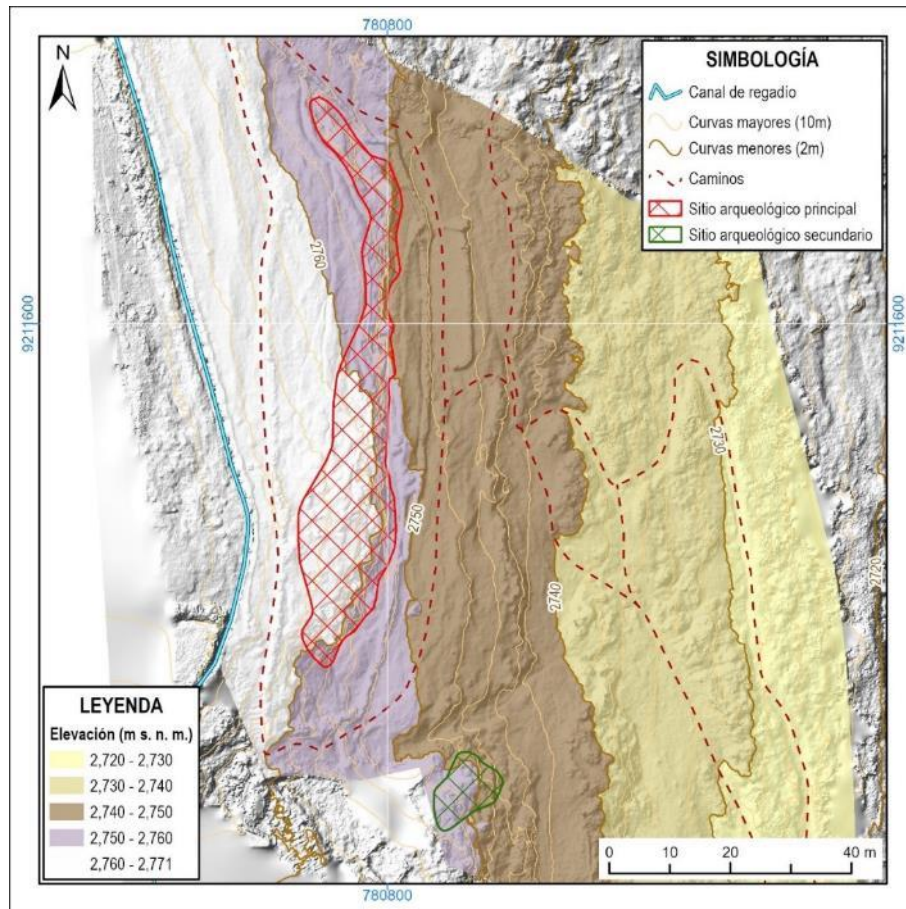 780800
N
SIMBOLOGÍA
Canal de regadio
Curvas mayores (10m)
Curvas menores (2m)
Caminos
Sitio arqueológico principal
Sitio arqueológico secundario
2760
9211600
9211600
2730
2750
2740
2720
LEYENDA
Elevación (m s. n. m.)
2,720 - 2,730
2,730 - 2,740
2,740 - 2,750
2,750 - 2,760
2,760 - 2,771
0 10 20 40 m
780800